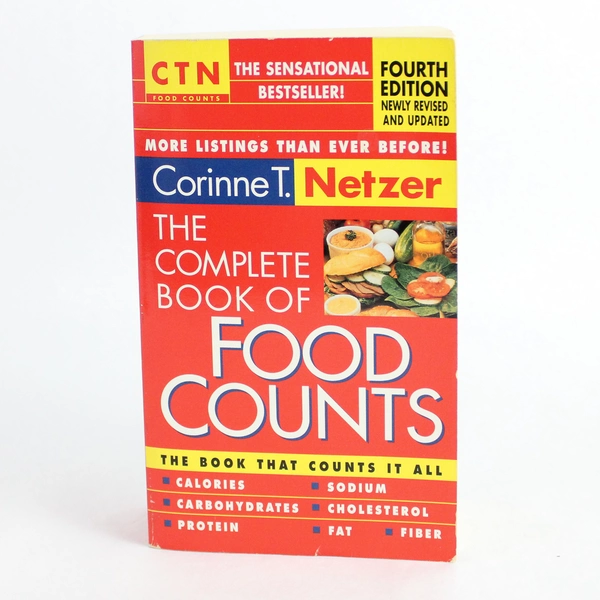 CTN
FOOD COUNTS
THE SENSATIONAL
BESTSELLER!
FOURTH
EDITION
NEWLY REVISED
AND UPDATED
MORE LISTINGS THAN EVER BEFORE!
Corinne T. Netzer
THE
COMPLETE
BOOK OF
FOOD
COUNTS
THE BOOK THAT COUNTS IT ALL
CALORIES
SODIUM
CARBOHYDRATES
CHOLESTEROL
PROTEIN
FAT
FIBER